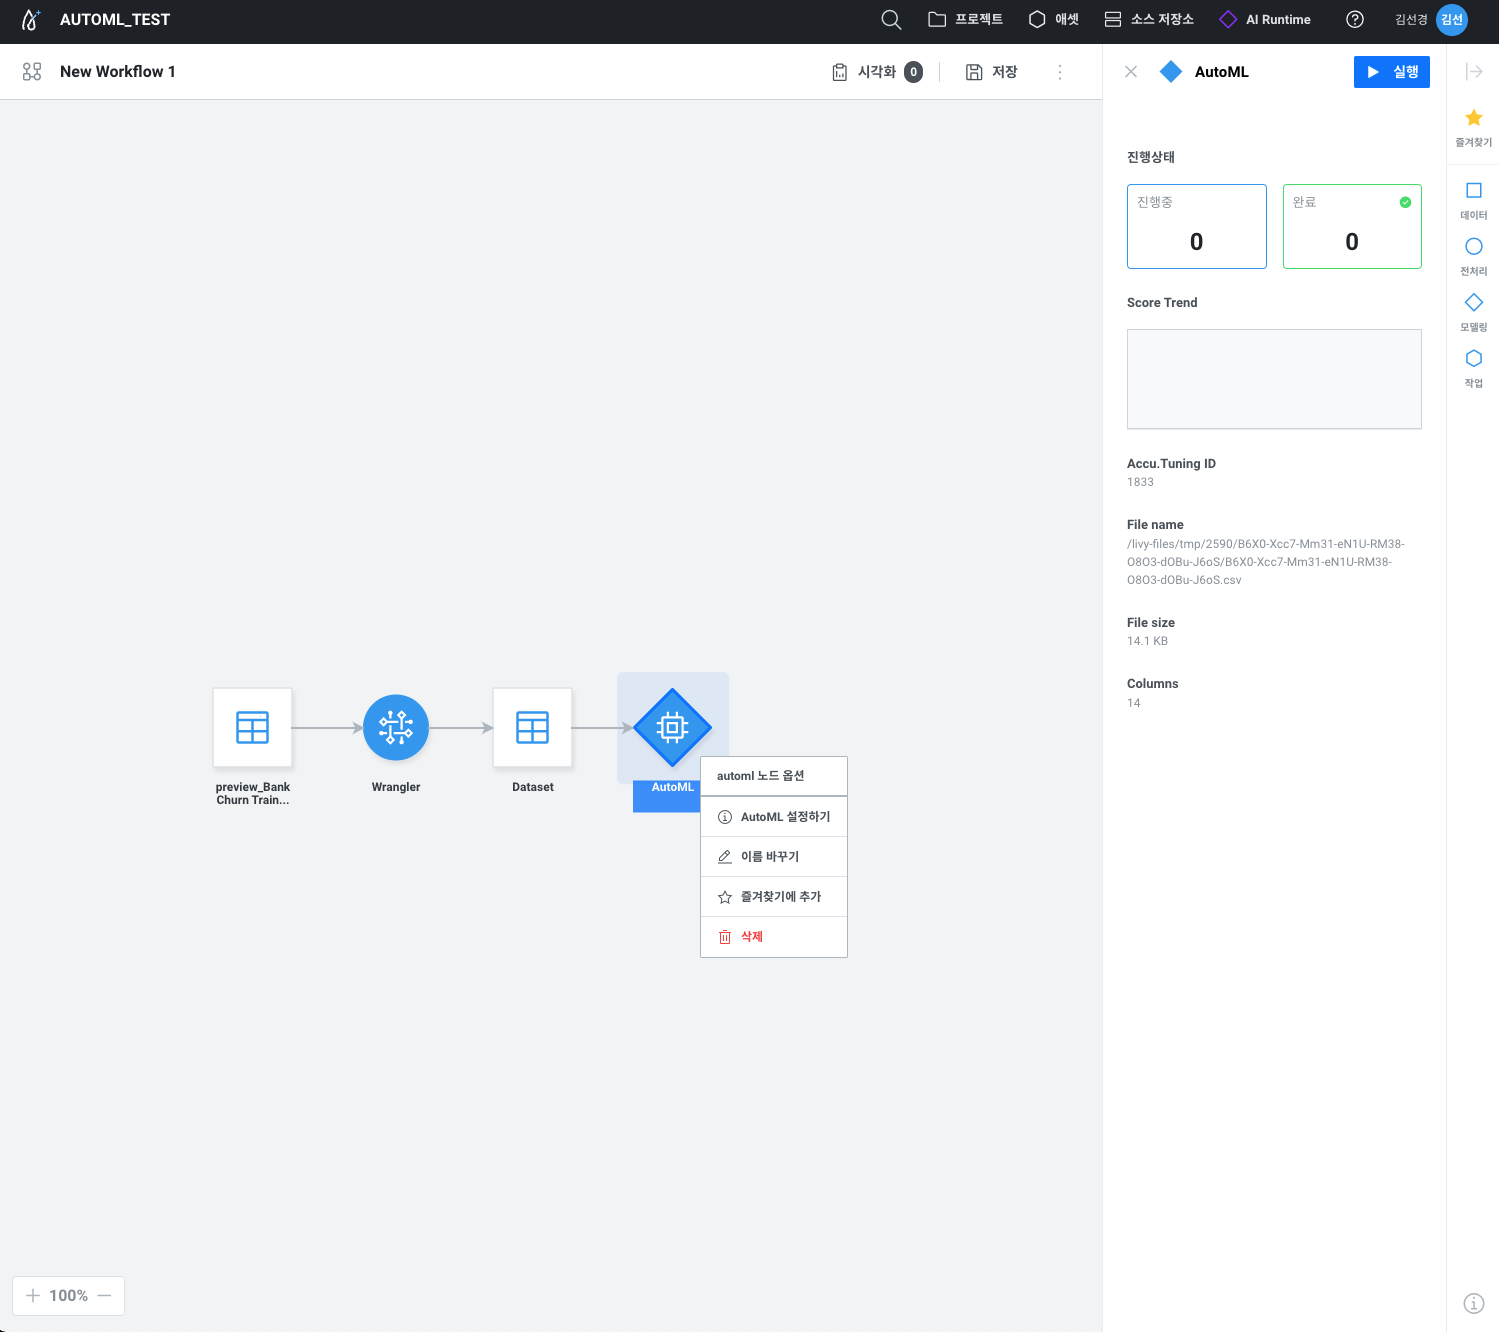 AUTOML_TEST
프로젝트
애셋
소스 저장소
AI Runtime
김선경
김선
New Workflow 1
시각화
0
저장
AutoML
실행
즐겨찾기
데이터
전처리
모델링
작업
진행상태
진행중
0
완료
0
Score Trend
Accu.Tuning ID
1833
File name
/livy-files/tmp/2590/B6X0-Xcc7-Mm31-eN1U-RM38-
O8O3-dOBu-J6oS/B6X0-Xcc7-Mm31-eN1U-RM38-
O8O3-dOBu-J6oS.csv
File size
14.1 KB
Columns
14
preview_Bank
Churn Train...
Wrangler
Dataset
AutoML
automl 노드 옵션
AutoML 설정하기
이름 바꾸기
즐겨찾기에 추가
삭제
100%